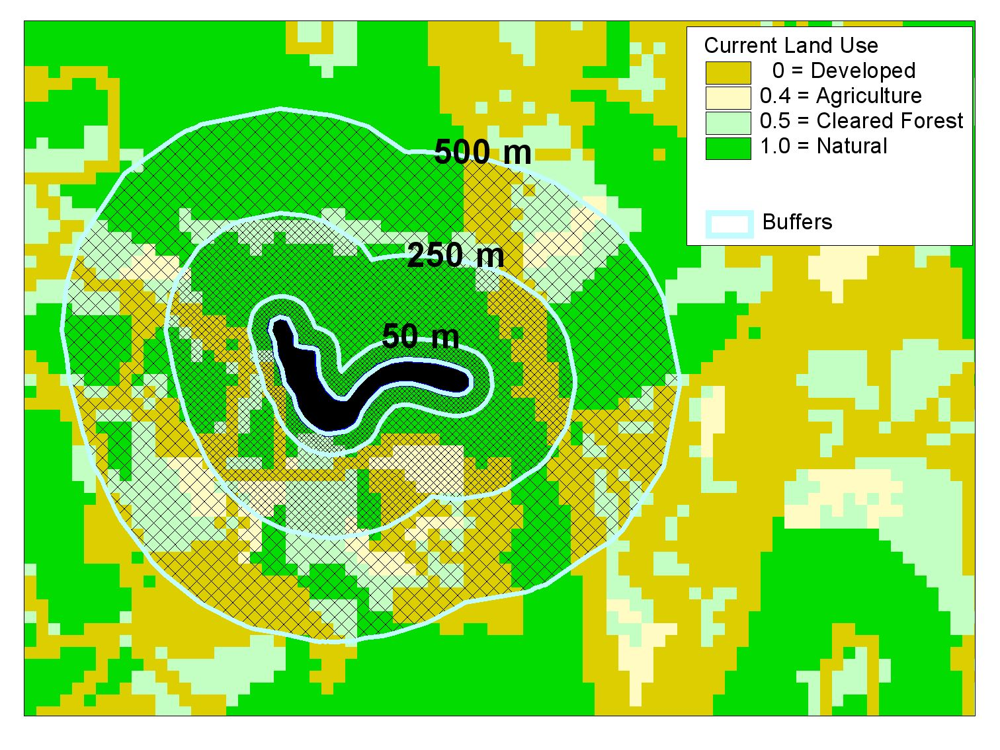 Current Land Use
0 = Developed
0.4 = Agriculture
0.5 = Cleared Forest
1.0 = Natural
Buffers
500 m
250 m
50 m